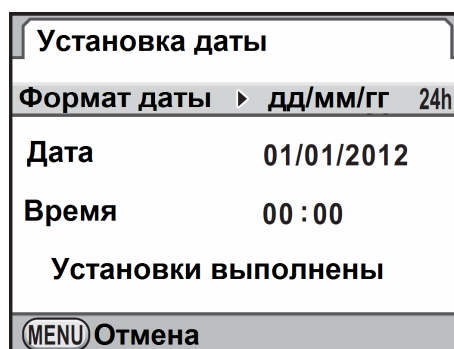 Установка даты
Формат даты ▸ дд/мм/гг 24h
Дата 01/01/2012
Время 00:00
Установки выполнены
MENU Отмена